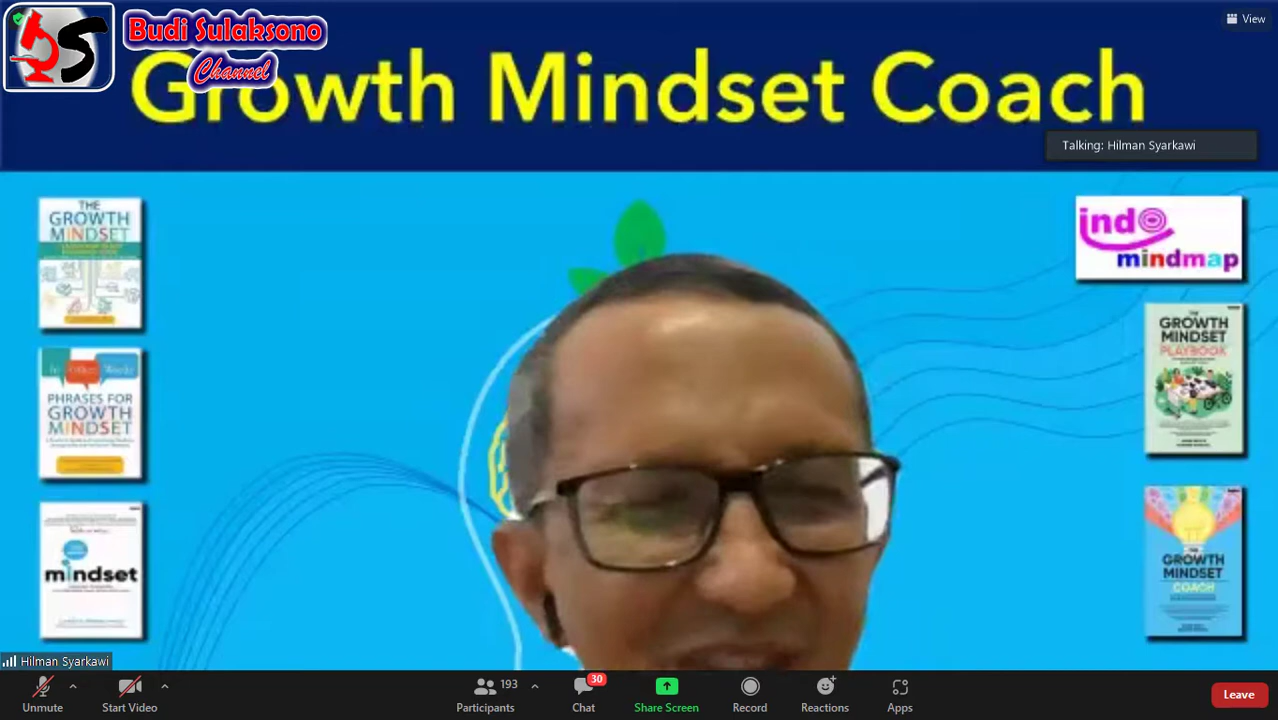 Budi Sulaksono
Channel
View
Growth Mindset Coach
Talking: Hilman Syarkawi
THE
GROWTH
MINDSET
In Other Words
PHRASES FOR
GROWTH
MINDSET
mindset
indo
mindmap
THE
GROWTH
MINDSET
PLAYBOOK
THE
GROWTH
MINDSET
COACH
Hilman Syarkawi
Unmute
Start Video
193
Participants
30
Chat
Share Screen
Record
Reactions
Apps
Leave